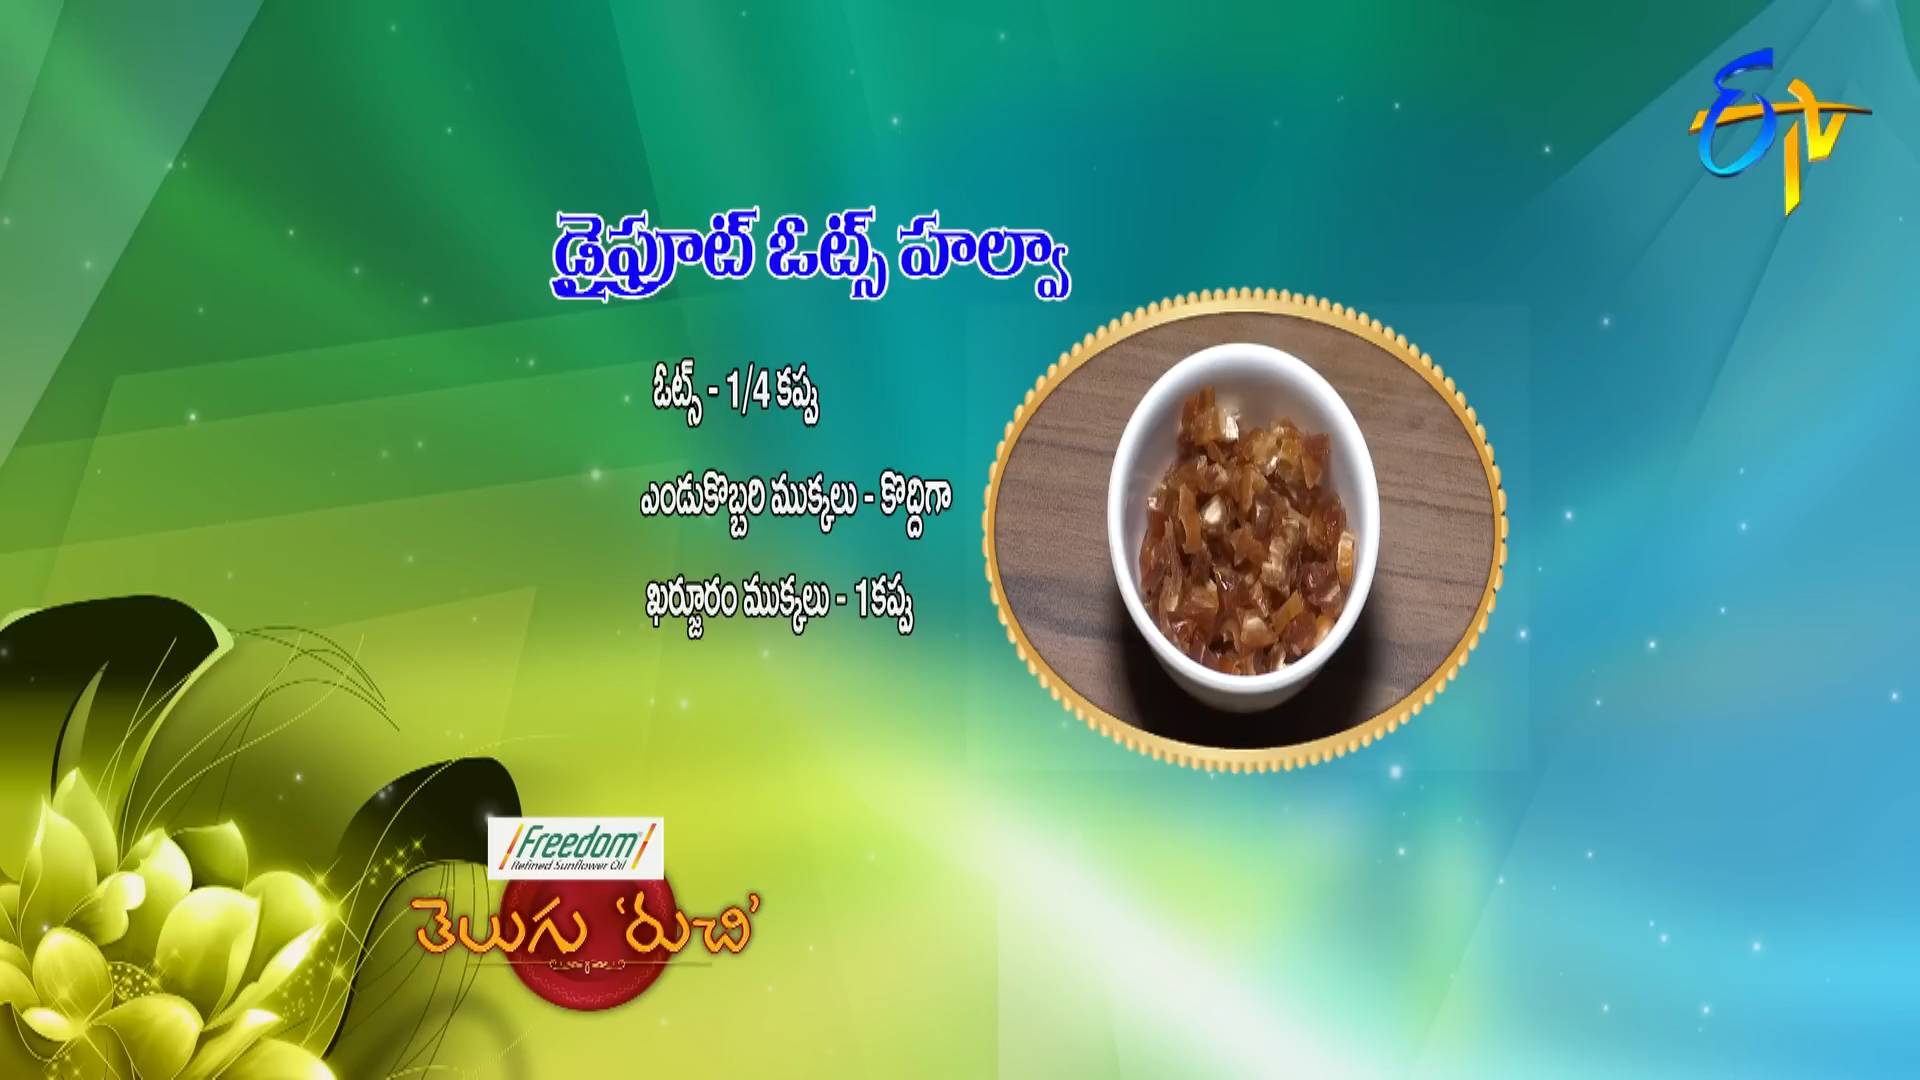 ETV
డ్రైఫ్రూట్ ఓట్స్ హల్వా
ఓట్స్ - 1/4 కప్పు
ఎండుకొబ్బరి ముక్కలు - కొద్దిగా
ఖర్జూరం ముక్కలు - 1కప్పు
Freedom
Refined Sunflower Oil
తెలుగు 'రుచి'